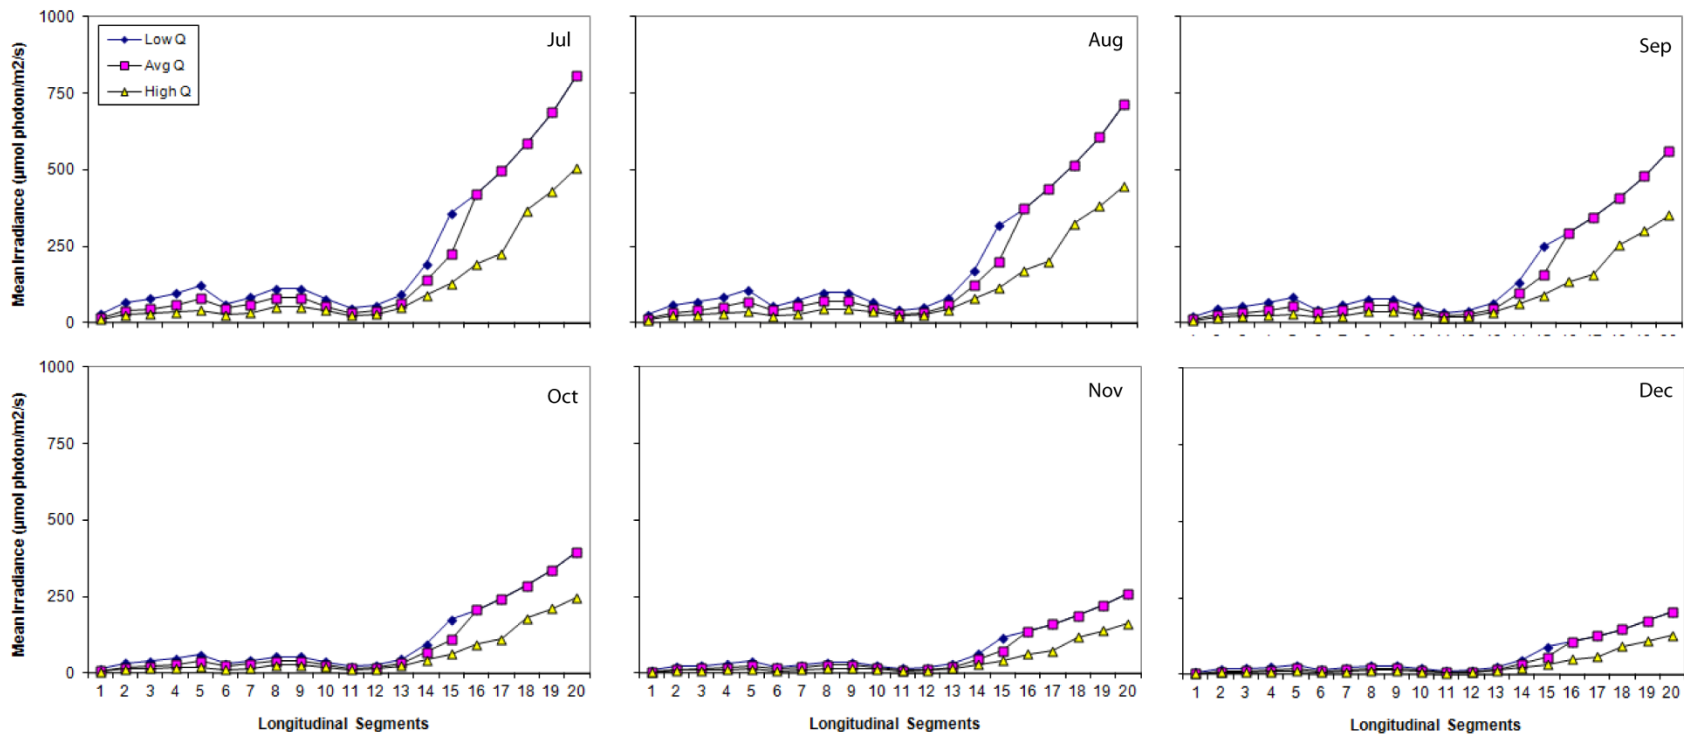 Mean Irradiance (µmol photon/m2/s)
1000
750
500
250
0
Low Q
Avg Q
High Q
Jul
Aug
Sep
Mean Irradiance (µmol photon/m2/s)
1000
750
500
250
0
Oct
Nov
Dec
1 2 3 4 5 6 7 8 9 10 11 12 13 14 15 16 17 18 19 20
1 2 3 4 5 6 7 8 9 10 11 12 13 14 15 16 17 18 19 20
1 2 3 4 5 6 7 8 9 10 11 12 13 14 15 16 17 18 19 20
Longitudinal Segments
Longitudinal Segments
Longitudinal Segments